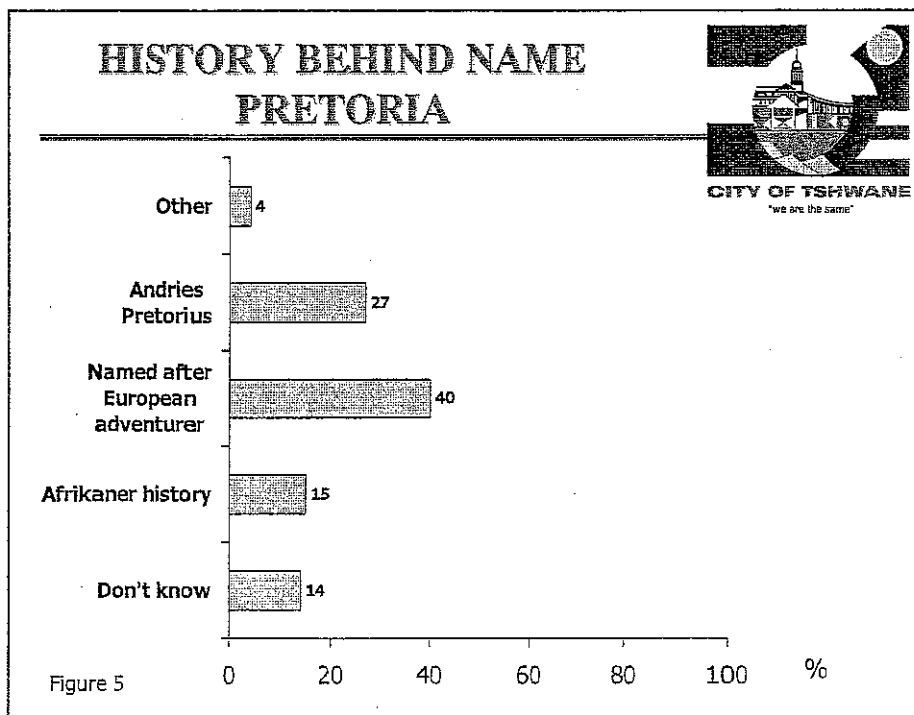 HISTORY BEHIND NAME
PRETORIA
CITY OF TSHWANE
"we are the same"
Other
4
Andries
Pretorius
27
Named after
European
adventurer
40
Afrikaner history
15
Don't know
14
0 20 40 60 80 100 %
Figure 5